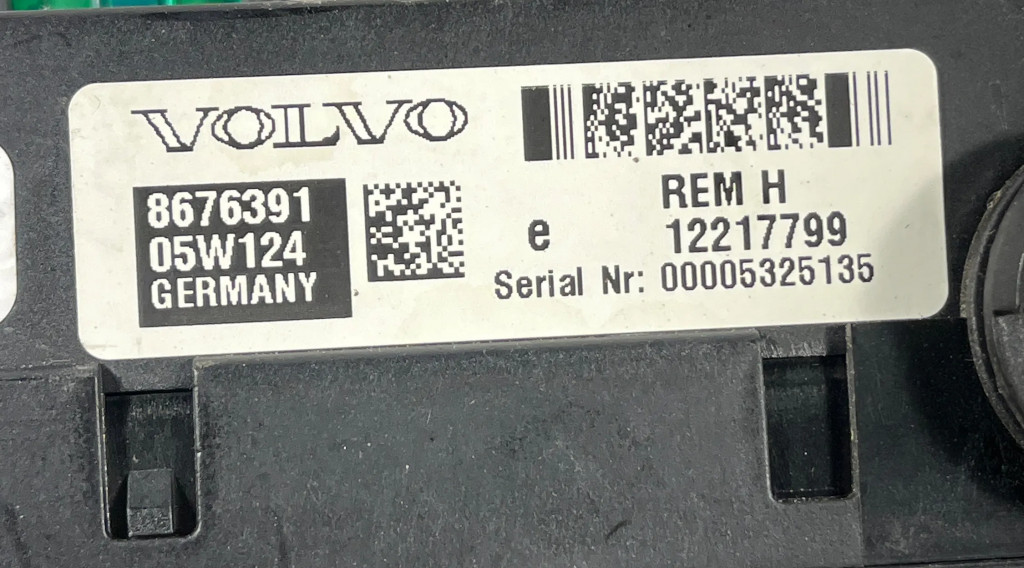 VOLVO
8676391
05W124
GERMANY
REM H
e
12217799
Serial Nr: 00005325135